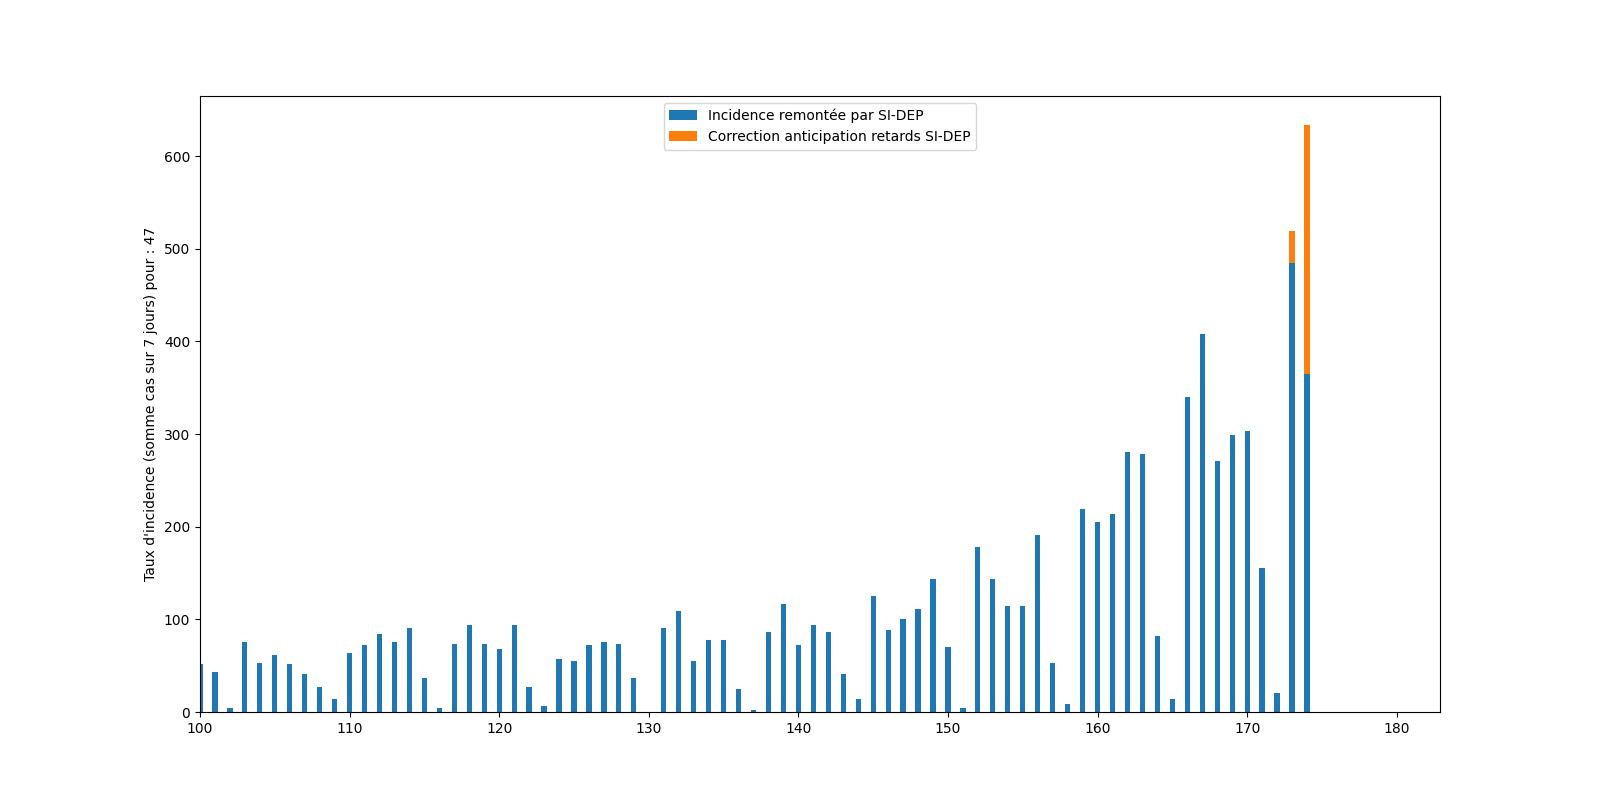 Incidence remontée par SI-DEP
Correction anticipation retards SI-DEP
Taux d'incidence (somme cas sur 7 jours) pour : 47
600
500
400
300
200
100
0
100 110 120 130 140 150 160 170 180